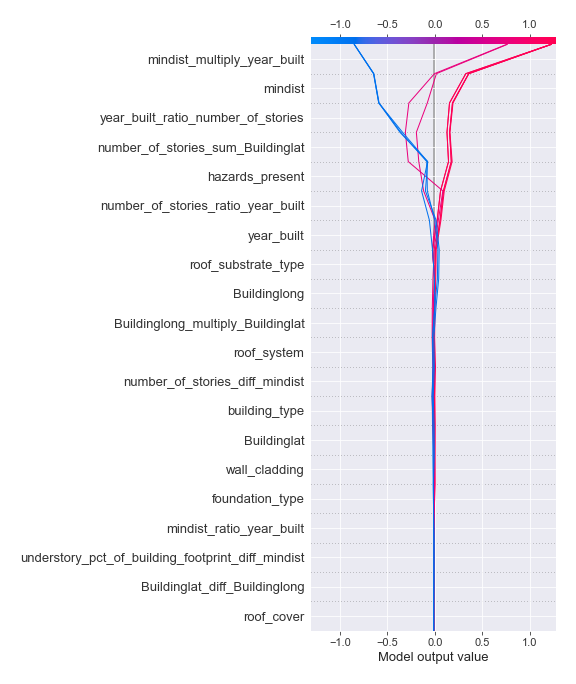 −1.0 −0.5 0.0 0.5 1.0
mindist_multiply_year_built
mindist
year_built_ratio_number_of_stories
number_of_stories_sum_Buildinglat
hazards_present
number_of_stories_ratio_year_built
year_built
roof_substrate_type
Buildinglong
Buildinglong_multiply_Buildinglat
roof_system
number_of_stories_diff_mindist
building_type
Buildinglat
wall_cladding
foundation_type
mindist_ratio_year_built
understory_pct_of_building_footprint_diff_mindist
Buildinglat_diff_Buildinglong
roof_cover
−1.0 −0.5 0.0 0.5 1.0
Model output value